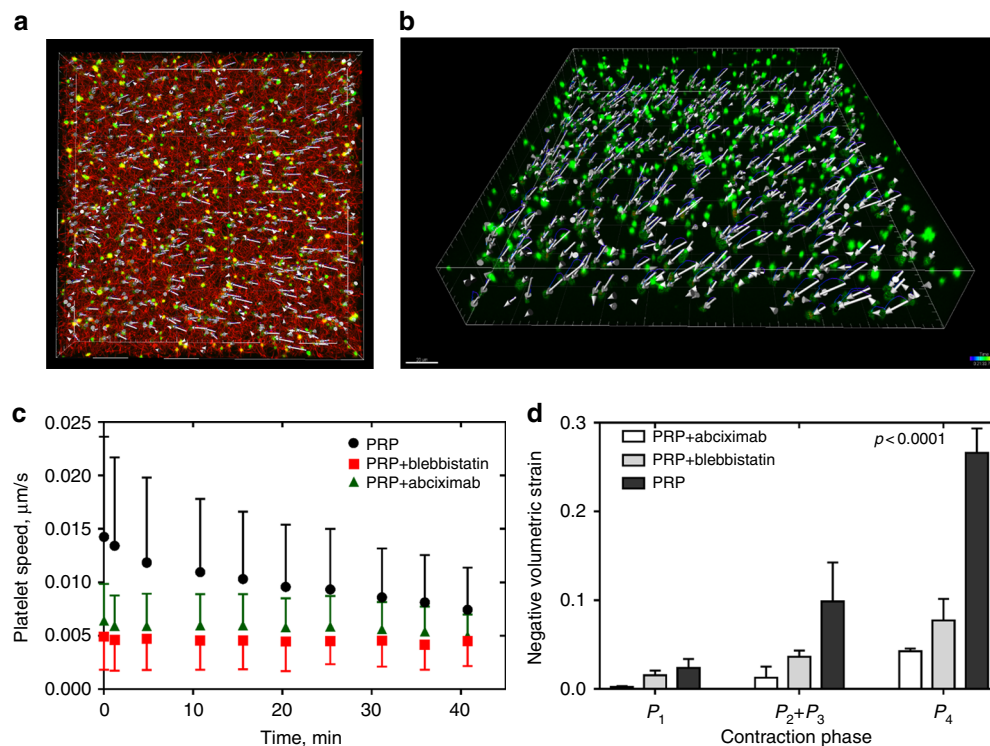 a
b
c
0.025
0.020
0.015
0.010
0.005
0.000
Platelet speed, μm/s
PRP
PRP+blebbistatin
PRP+abciximab
0 10 20 30 40
Time, min
d
0.3
0.2
0.1
0.0
Negative volumetric strain
PRP+abciximab
PRP+blebbistatin
PRP
p < 0.0001
P1 P2+P3 P4
Contraction phase